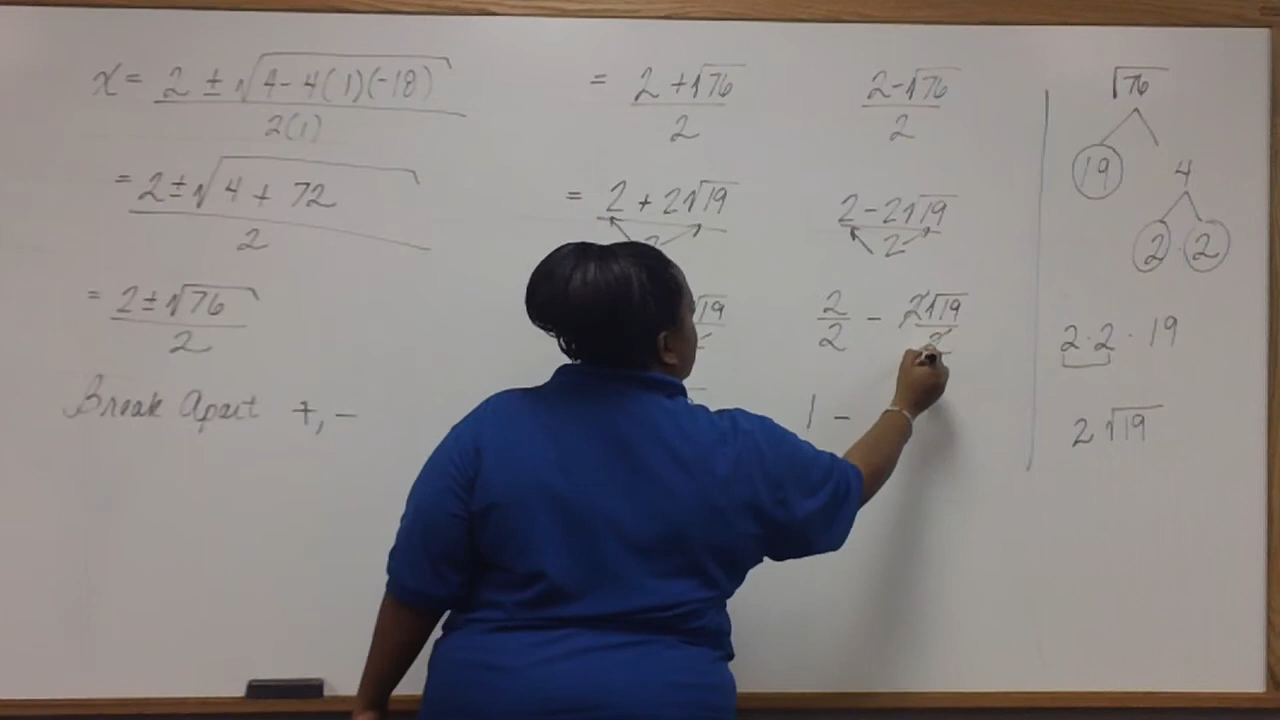 x = 2 ± √4 - 4(1)(-18)
2(1)
= 2 ± √4 + 72
2
= 2 ± √76
2
Break Apart +, -
= 2 + √76
2
= 2 + 2√19
√19
2 - √76
2
2 - 2√19
2
2/2 - 2√19/2
1 -
√76
19 4
2 · 2
2 · 2 · 19
2 √19